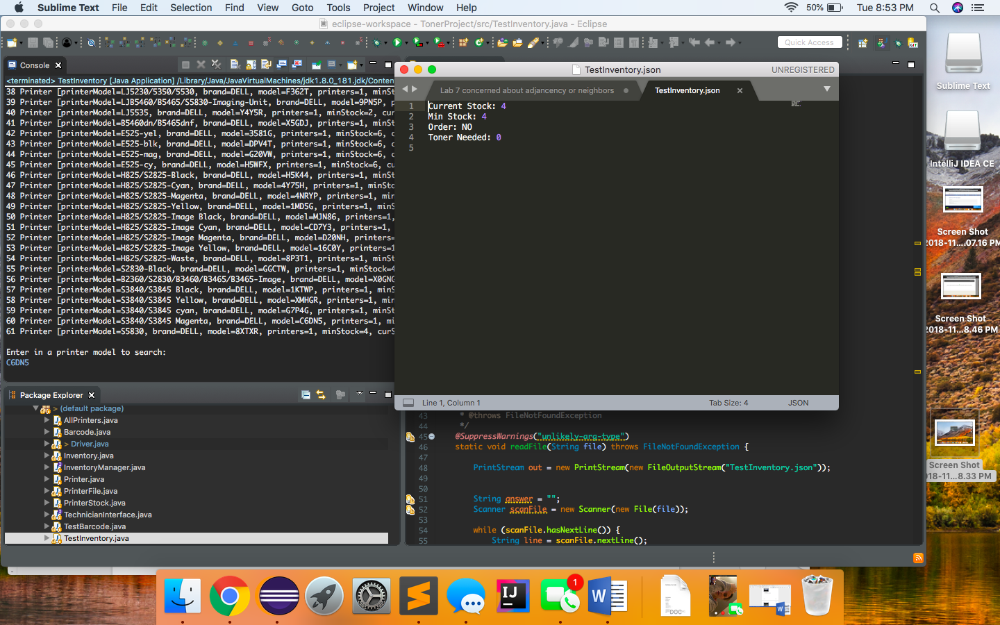 Sublime Text File Edit Selection Find View Goto Tools Project Window Help 50% Tue 8:53 PM
eclipse-workspace - TonerProject/src/TestInventory.java - Eclipse
Quick Access
Console
<terminated> TestInventory [Java Application] /Library/Java/JavaVirtualMachines/jdk1.8.0_181.jdk/Conten
38 Printer [printerModel=LJ5230/5350/5530, brand=DELL, model=F362T, printers=1, minS
39 Printer [printerModel=LJB5460/B5465/S5830-Imaging-Unit, brand=DELL, model=9PN5P, p
40 Printer [printerModel=LJ5535, brand=DELL, model=Y4Y5R, printers=1, minStock=2, cur
41 Printer [printerModel=B5460dn/B5465dnf, brand=DELL, model=X5GDJ, printers=1, minSt
42 Printer [printerModel=E525-yel, brand=DELL, model=3581G, printers=1, minStock=6, c
43 Printer [printerModel=E525-blk, brand=DELL, model=DPV4T, printers=1, minStock=6, c
44 Printer [printerModel=E525-mag, brand=DELL, model=G20VW, printers=1, minStock=6, c
45 Printer [printerModel=E525-cy, brand=DELL, model=H5WFX, printers=1, minStock=6, cu
46 Printer [printerModel=H825/S2825-Black, brand=DELL, model=H5K44, printers=1, minSt
47 Printer [printerModel=H825/S2825-Cyan, brand=DELL, model=4Y75H, printers=1, minSto
48 Printer [printerModel=H825/S2825-Magenta, brand=DELL, model=4NRYP, printers=1, min
49 Printer [printerModel=H825/S2825-Yellow, brand=DELL, model=1MD5G, printers=1, minS
50 Printer [printerModel=H825/S2825-Image Black, brand=DELL, model=MJN86, printers=1,
51 Printer [printerModel=H825/S2825-Image Cyan, brand=DELL, model=CD7Y3, printers=1,
52 Printer [printerModel=H825/S2825-Image Magenta, brand=DELL, model=D20NH, printers=
53 Printer [printerModel=H825/S2825-Image Yellow, brand=DELL, model=16C0Y, printers=1
54 Printer [printerModel=H825/S2825-Waste, brand=DELL, model=8P3T1, printers=1, minSt
55 Printer [printerModel=S2830-Black, brand=DELL, model=GGCTW, printers=1, minStock=4
56 Printer [printerModel=B2360/S2830/B3460/B3465/B3465-Image, brand=DELL, model=X0GNG
57 Printer [printerModel=S3840/S3845 Black, brand=DELL, model=1KTWP, printers=1, minS
58 Printer [printerModel=S3840/S3845 Yellow, brand=DELL, model=XMHGR, printers=1, min
59 Printer [printerModel=S3840/S3845 cyan, brand=DELL, model=G7P4G, printers=1, minSt
60 Printer [printerModel=S3840/S3845 Magenta, brand=DELL, model=C6DN5, printers=1, mi
61 Printer [printerModel=S5830, brand=DELL, model=8XTXR, printers=1, minStock=4, curS
Enter in a printer model to search:
C6DN5
TestInventory.json UNREGISTERED
Lab 7 concerned about adjancency or neighbors TestInventory.json
1 Current Stock: 4
2 Min Stock: 4
3 Order: NO
4 Toner Needed: 0
5
Line 1, Column 1 Tab Size: 4 JSON
Package Explorer
> (default package)
AllPrinters.java
Barcode.java
> Driver.java
Inventory.java
InventoryManager.java
Printer.java
PrinterFile.java
PrinterStock.java
TechnicianInterface.java
TestBarcode.java
TestInventory.java
43 * @throws FileNotFoundException
44 */
45 @SuppressWarnings("unlikely-arg-type")
46 static void readFile(String file) throws FileNotFoundException {
47
48 PrintStream out = new PrintStream(new FileOutputStream("TestInventory.json"));
49
50
51 String answer = "";
52 Scanner scanFile = new Scanner(new File(file));
53
54 while (scanFile.hasNextLine()) {
55 String line = scanFile.nextLine();
Sublime Text
IntelliJ IDEA CE
Screen Shot
2018-11....07.16 PM
Screen Shot
2018-11...8.46 PM
Screen Shot
018-11...8.33 PM
GIT
IJ
1
W
DOC